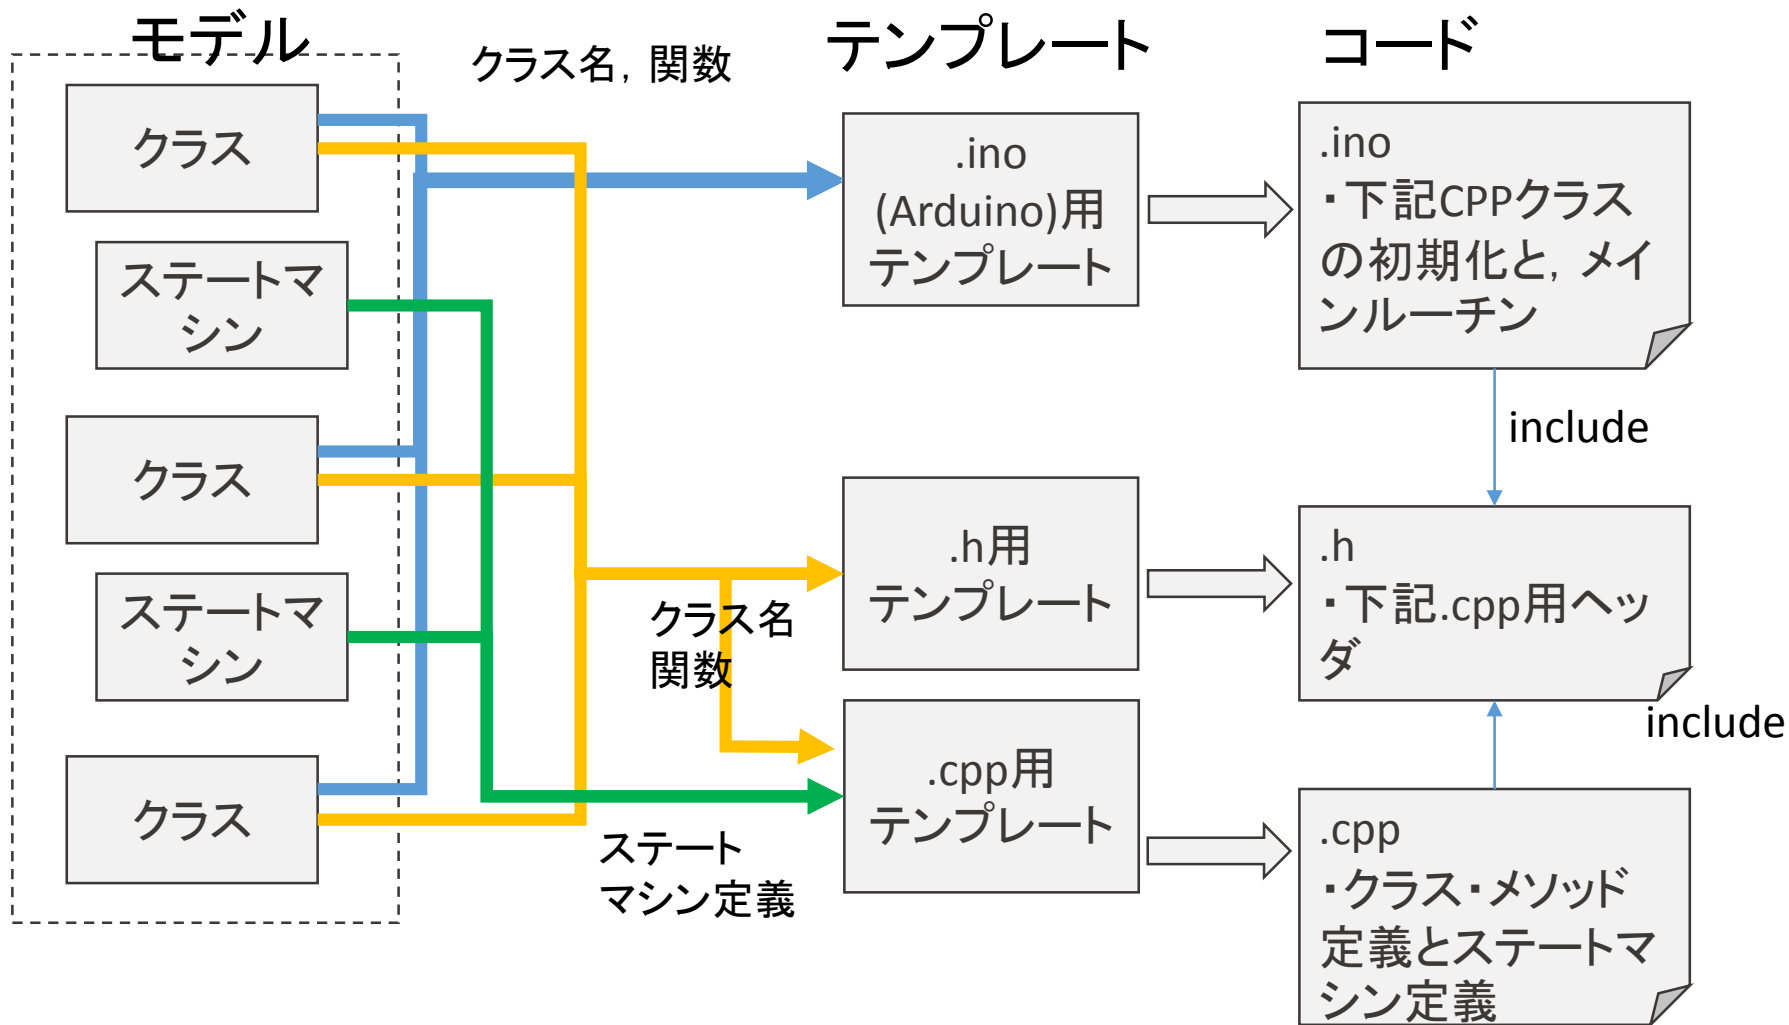 モデル
クラス
ステートマ
シン
クラス
ステートマ
シン
クラス
クラス名, 関数
クラス名
関数
ステート
マシン定義
テンプレート
.ino
(Arduino)用
テンプレート
.h用
テンプレート
.cpp用
テンプレート
コード
.ino
・下記CPPクラス
の初期化と, メイ
ンルーチン
include
.h
・下記.cpp用ヘッ
ダ
include
.cpp
・クラス・メソッド
定義とステートマ
シン定義